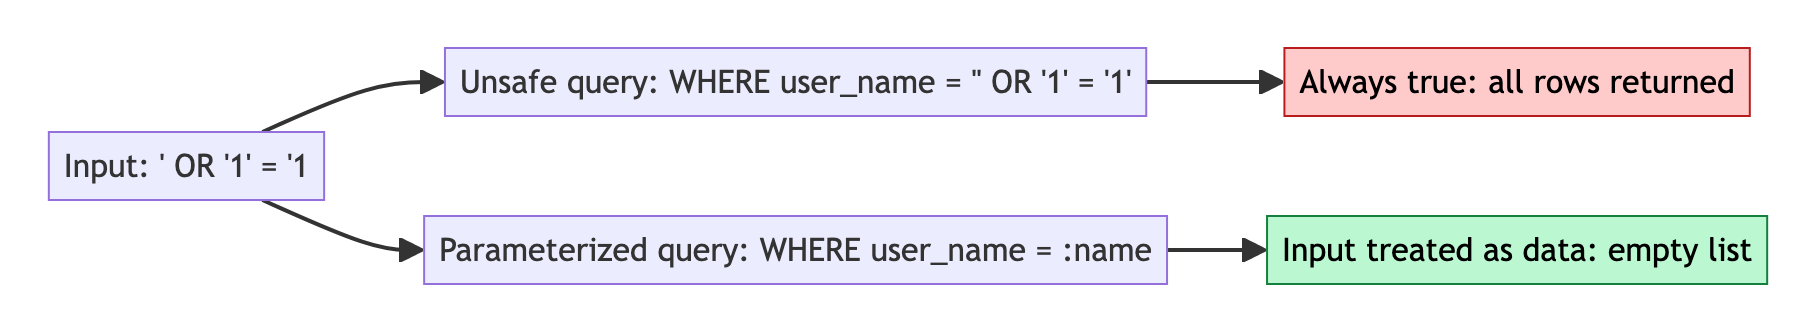 Unsafe query: WHERE user_name = '' OR '1' = '1'
Always true: all rows returned
Input: ' OR '1' = '1
Parameterized query: WHERE user_name = :name
Input treated as data: empty list